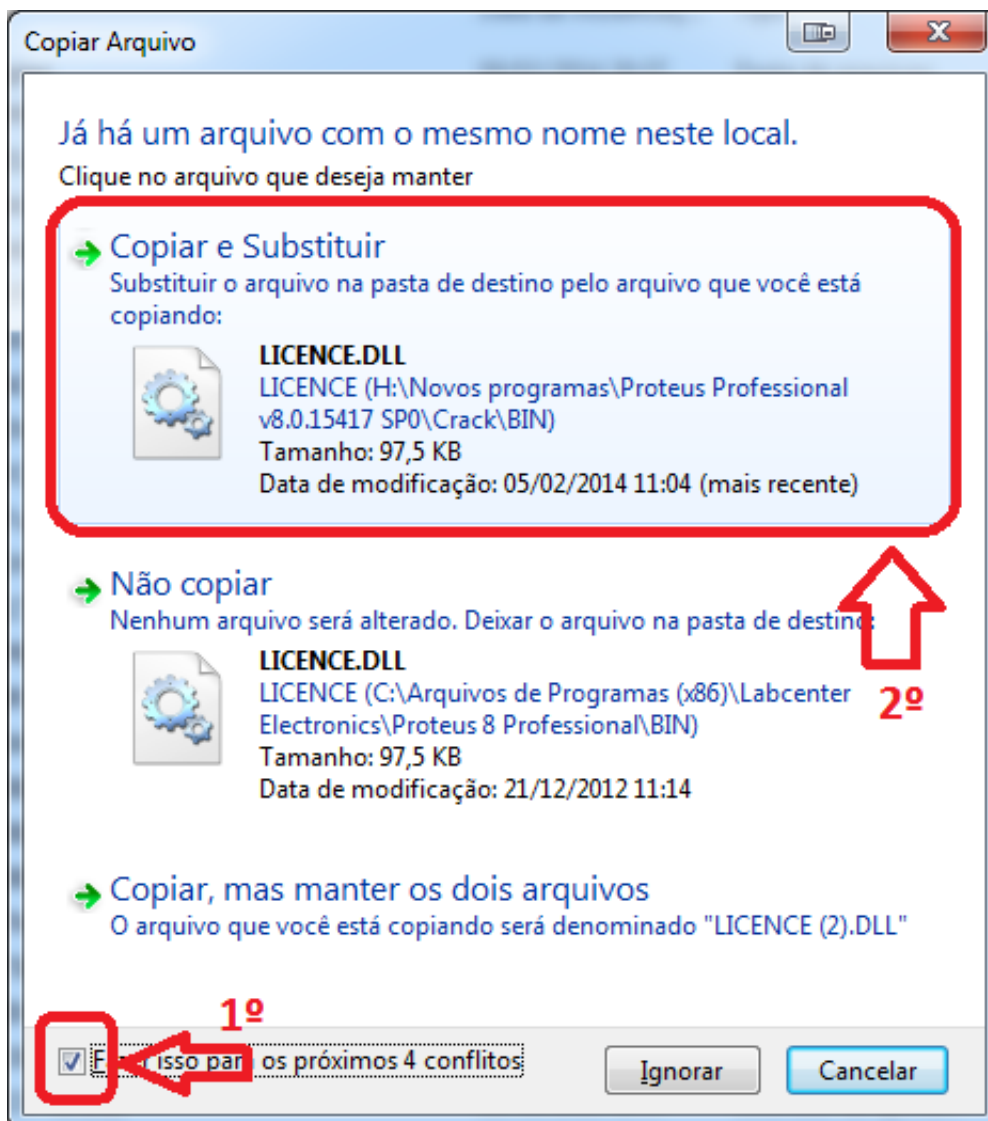 Copiar Arquivo
Já há um arquivo com o mesmo nome neste local.
Clique no arquivo que deseja manter
Copiar e Substituir
Substituir o arquivo na pasta de destino pelo arquivo que você está
copiando:
LICENCE.DLL
LICENCE (H:\Novos programas\Proteus Professional
v8.0.15417 SP0\Crack\BIN)
Tamanho: 97,5 KB
Data de modificação: 05/02/2014 11:04 (mais recente)
Não copiar
Nenhum arquivo será alterado. Deixar o arquivo na pasta de destino:
LICENCE.DLL
LICENCE (C:\Arquivos de Programas (x86)\Labcenter
Electronics\Proteus 8 Professional\BIN)
Tamanho: 97,5 KB
Data de modificação: 21/12/2012 11:14
2º
Copiar, mas manter os dois arquivos
O arquivo que você está copiando será denominado "LICENCE (2).DLL"
1º
isso para os próximos 4 conflitos
Ignorar
Cancelar